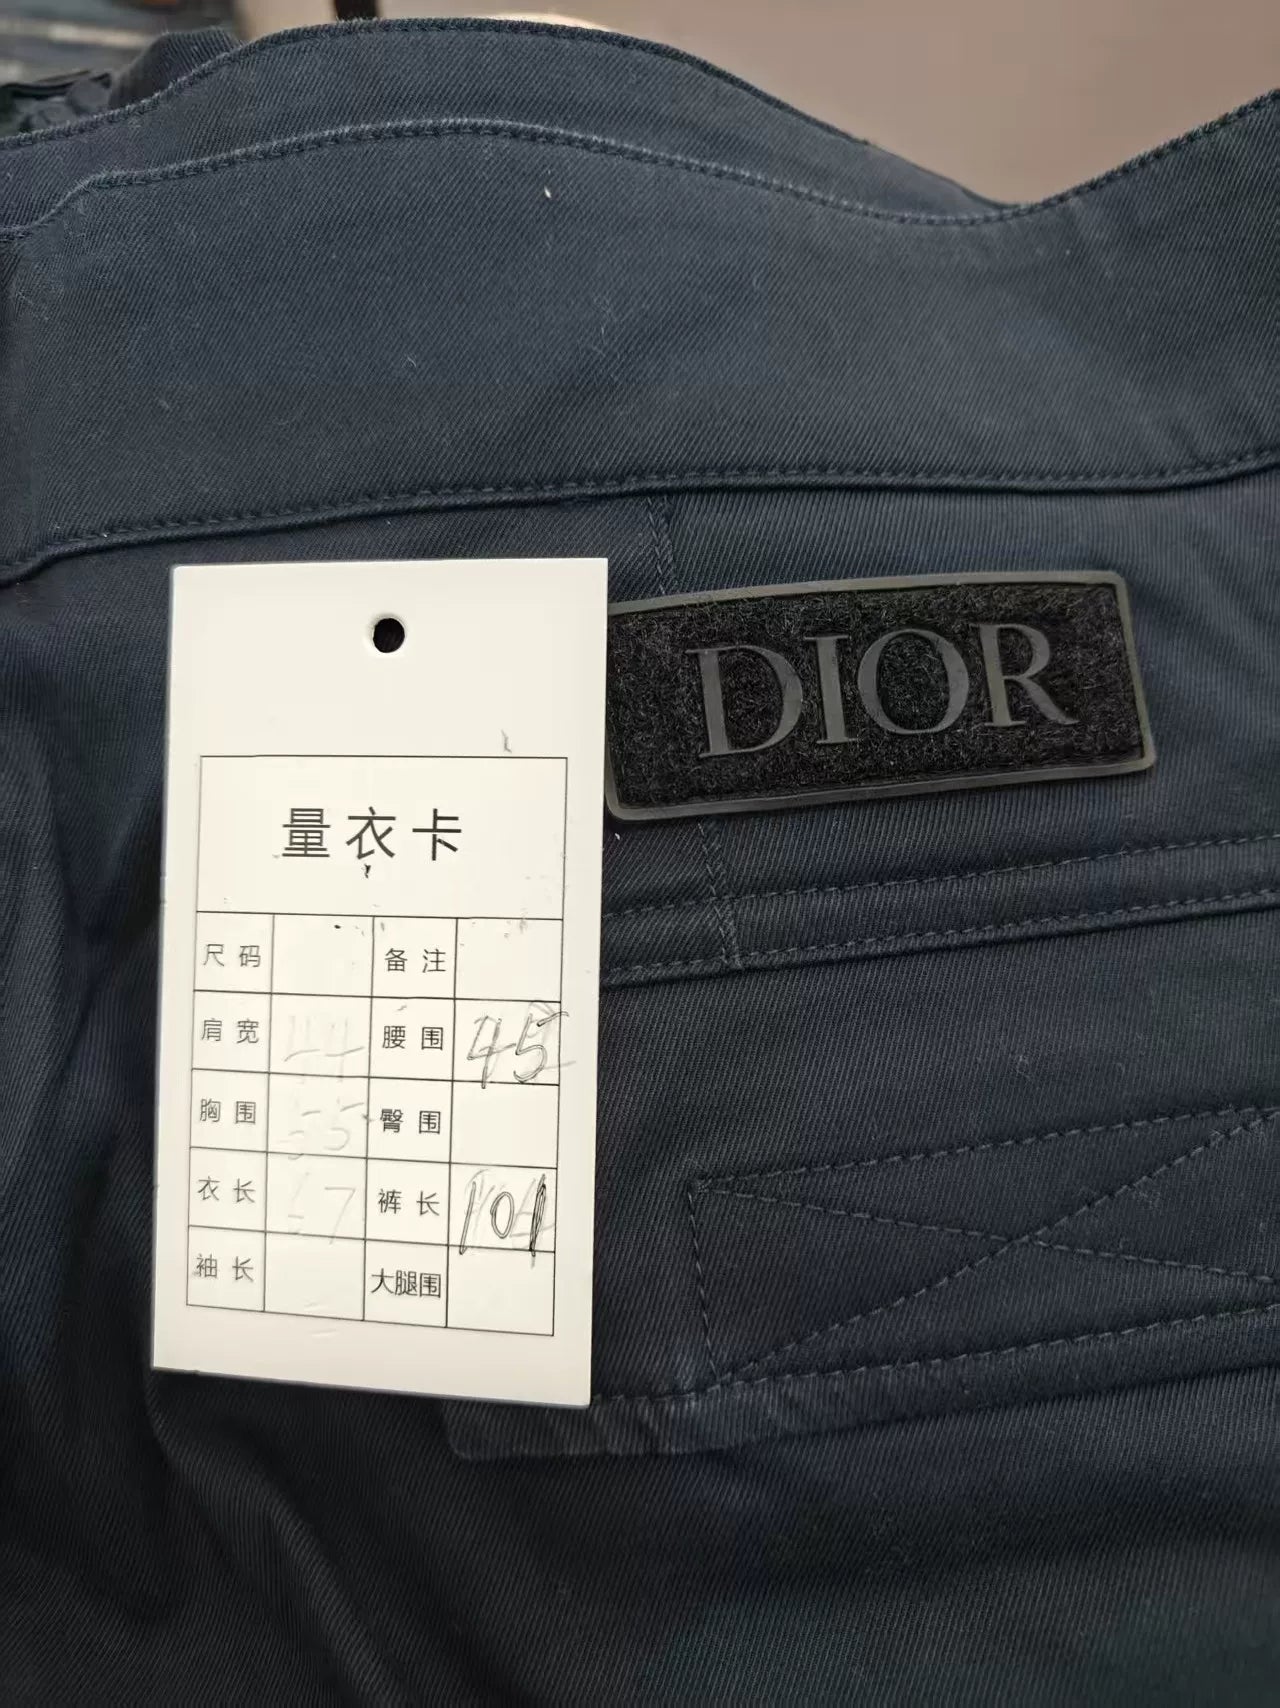 DIOR
量衣卡
尺码 备注
肩宽 44 腰围 45
胸围 55 臀围
衣长 裤长 101
袖长 大腿围